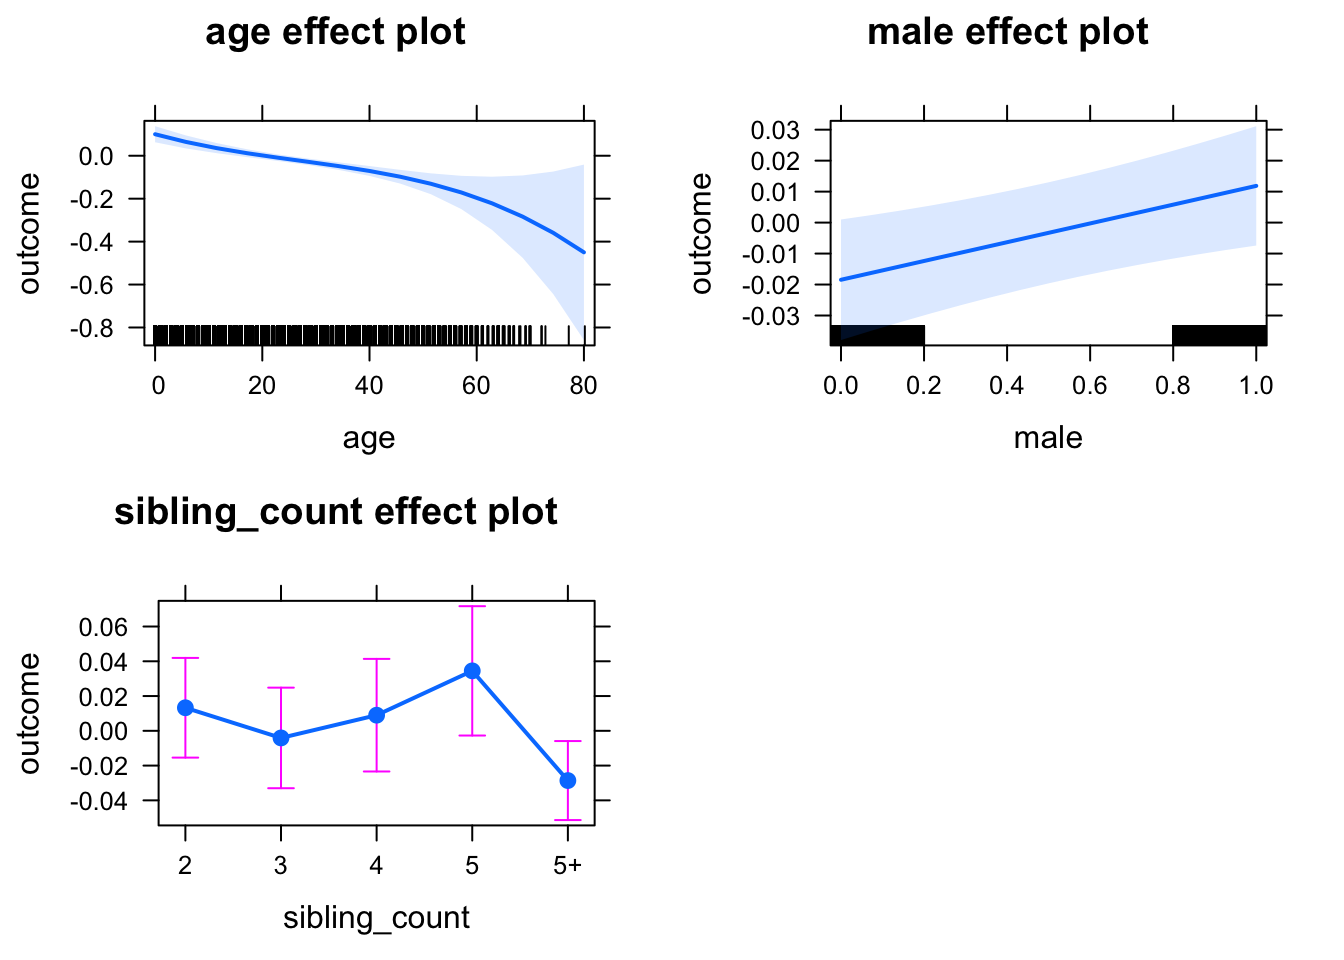 age effect plot
outcome
0.0
-0.2
-0.4
-0.6
-0.8
0 20 40 60 80
age
male effect plot
outcome
0.03
0.02
0.01
0.00
-0.01
-0.02
-0.03
0.0 0.2 0.4 0.6 0.8 1.0
male
sibling_count effect plot
outcome
0.06
0.04
0.02
0.00
-0.02
-0.04
2 3 4 5 5+
sibling_count